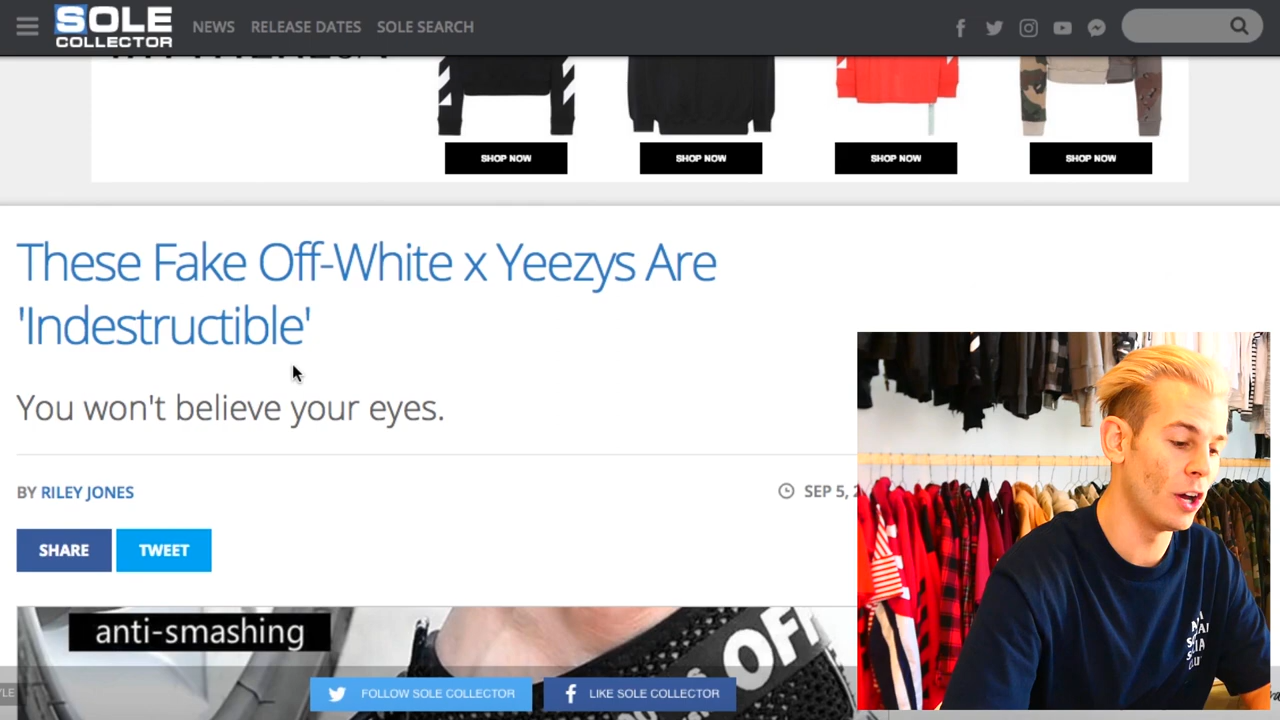 SOLE
COLLECTOR
NEWS
RELEASE DATES
SOLE SEARCH
SHOP NOW
SHOP NOW
SHOP NOW
SHOP NOW
These Fake Off-White x Yeezys Are
'Indestructible'
You won't believe your eyes.
BY RILEY JONES
SEP 5,
SHARE
TWEET
anti-smashing
OFF
FOLLOW SOLE COLLECTOR
LIKE SOLE COLLECTOR